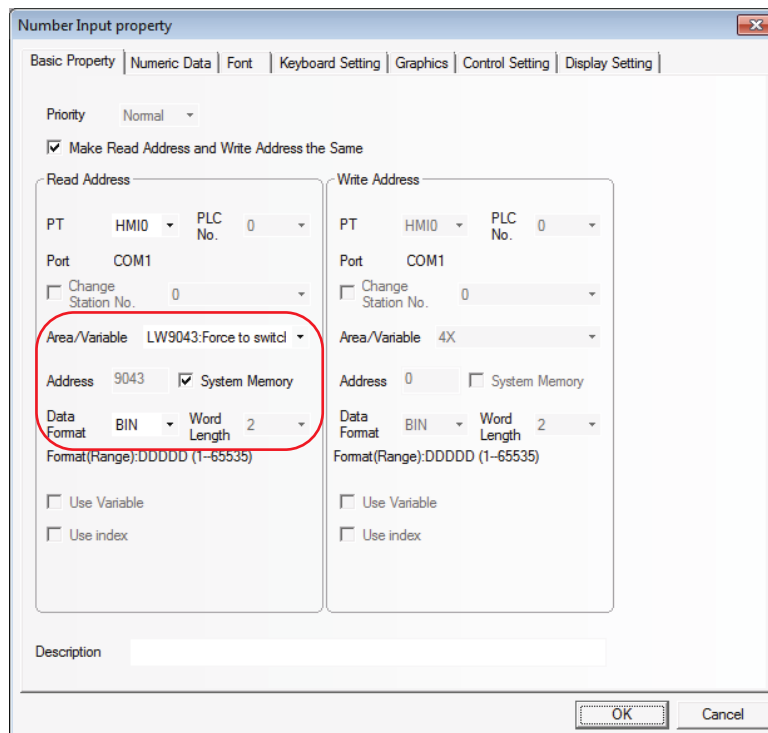 Number Input property
Basic Property Numeric Data Font Keyboard Setting Graphics Control Setting Display Setting
Priority Normal
Make Read Address and Write Address the Same
Read Address
PT HMI0 PLC No. 0
Port COM1
Change Station No. 0
Area/Variable LW9043:Force to switcl
Address 9043 System Memory
Data Format BIN Word Length 2
Format(Range):DDDDD (1--65535)
Use Variable
Use index
Write Address
PT HMI0 PLC No. 0
Port COM1
Change Station No. 0
Area/Variable 4X
Address 0 System Memory
Data Format BIN Word Length 2
Format(Range):DDDDD (1--65535)
Use Variable
Use index
Description
OK Cancel